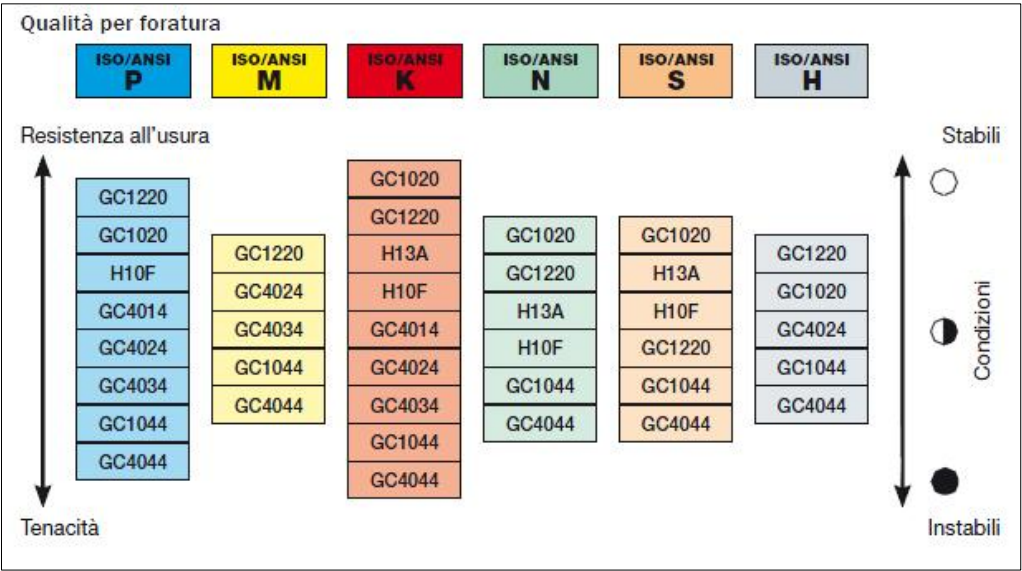 Qualità per foratura
ISO/ANSI
P
ISO/ANSI
M
ISO/ANSI
K
ISO/ANSI
N
ISO/ANSI
S
ISO/ANSI
H
Resistenza all'usura
Stabili
GC1220
GC1020
H10F
GC4014
GC4024
GC4034
GC1044
GC4044
GC1220
GC4024
GC4034
GC1044
GC4044
GC1020
GC1220
H13A
H10F
GC4014
GC4024
GC4034
GC1044
GC4044
GC1020
GC1220
H13A
H10F
GC1044
GC4044
GC1020
H13A
H10F
GC1220
GC1044
GC4044
GC1220
GC1020
GC4024
GC1044
GC4044
Condizioni
Tenacità
Instabili